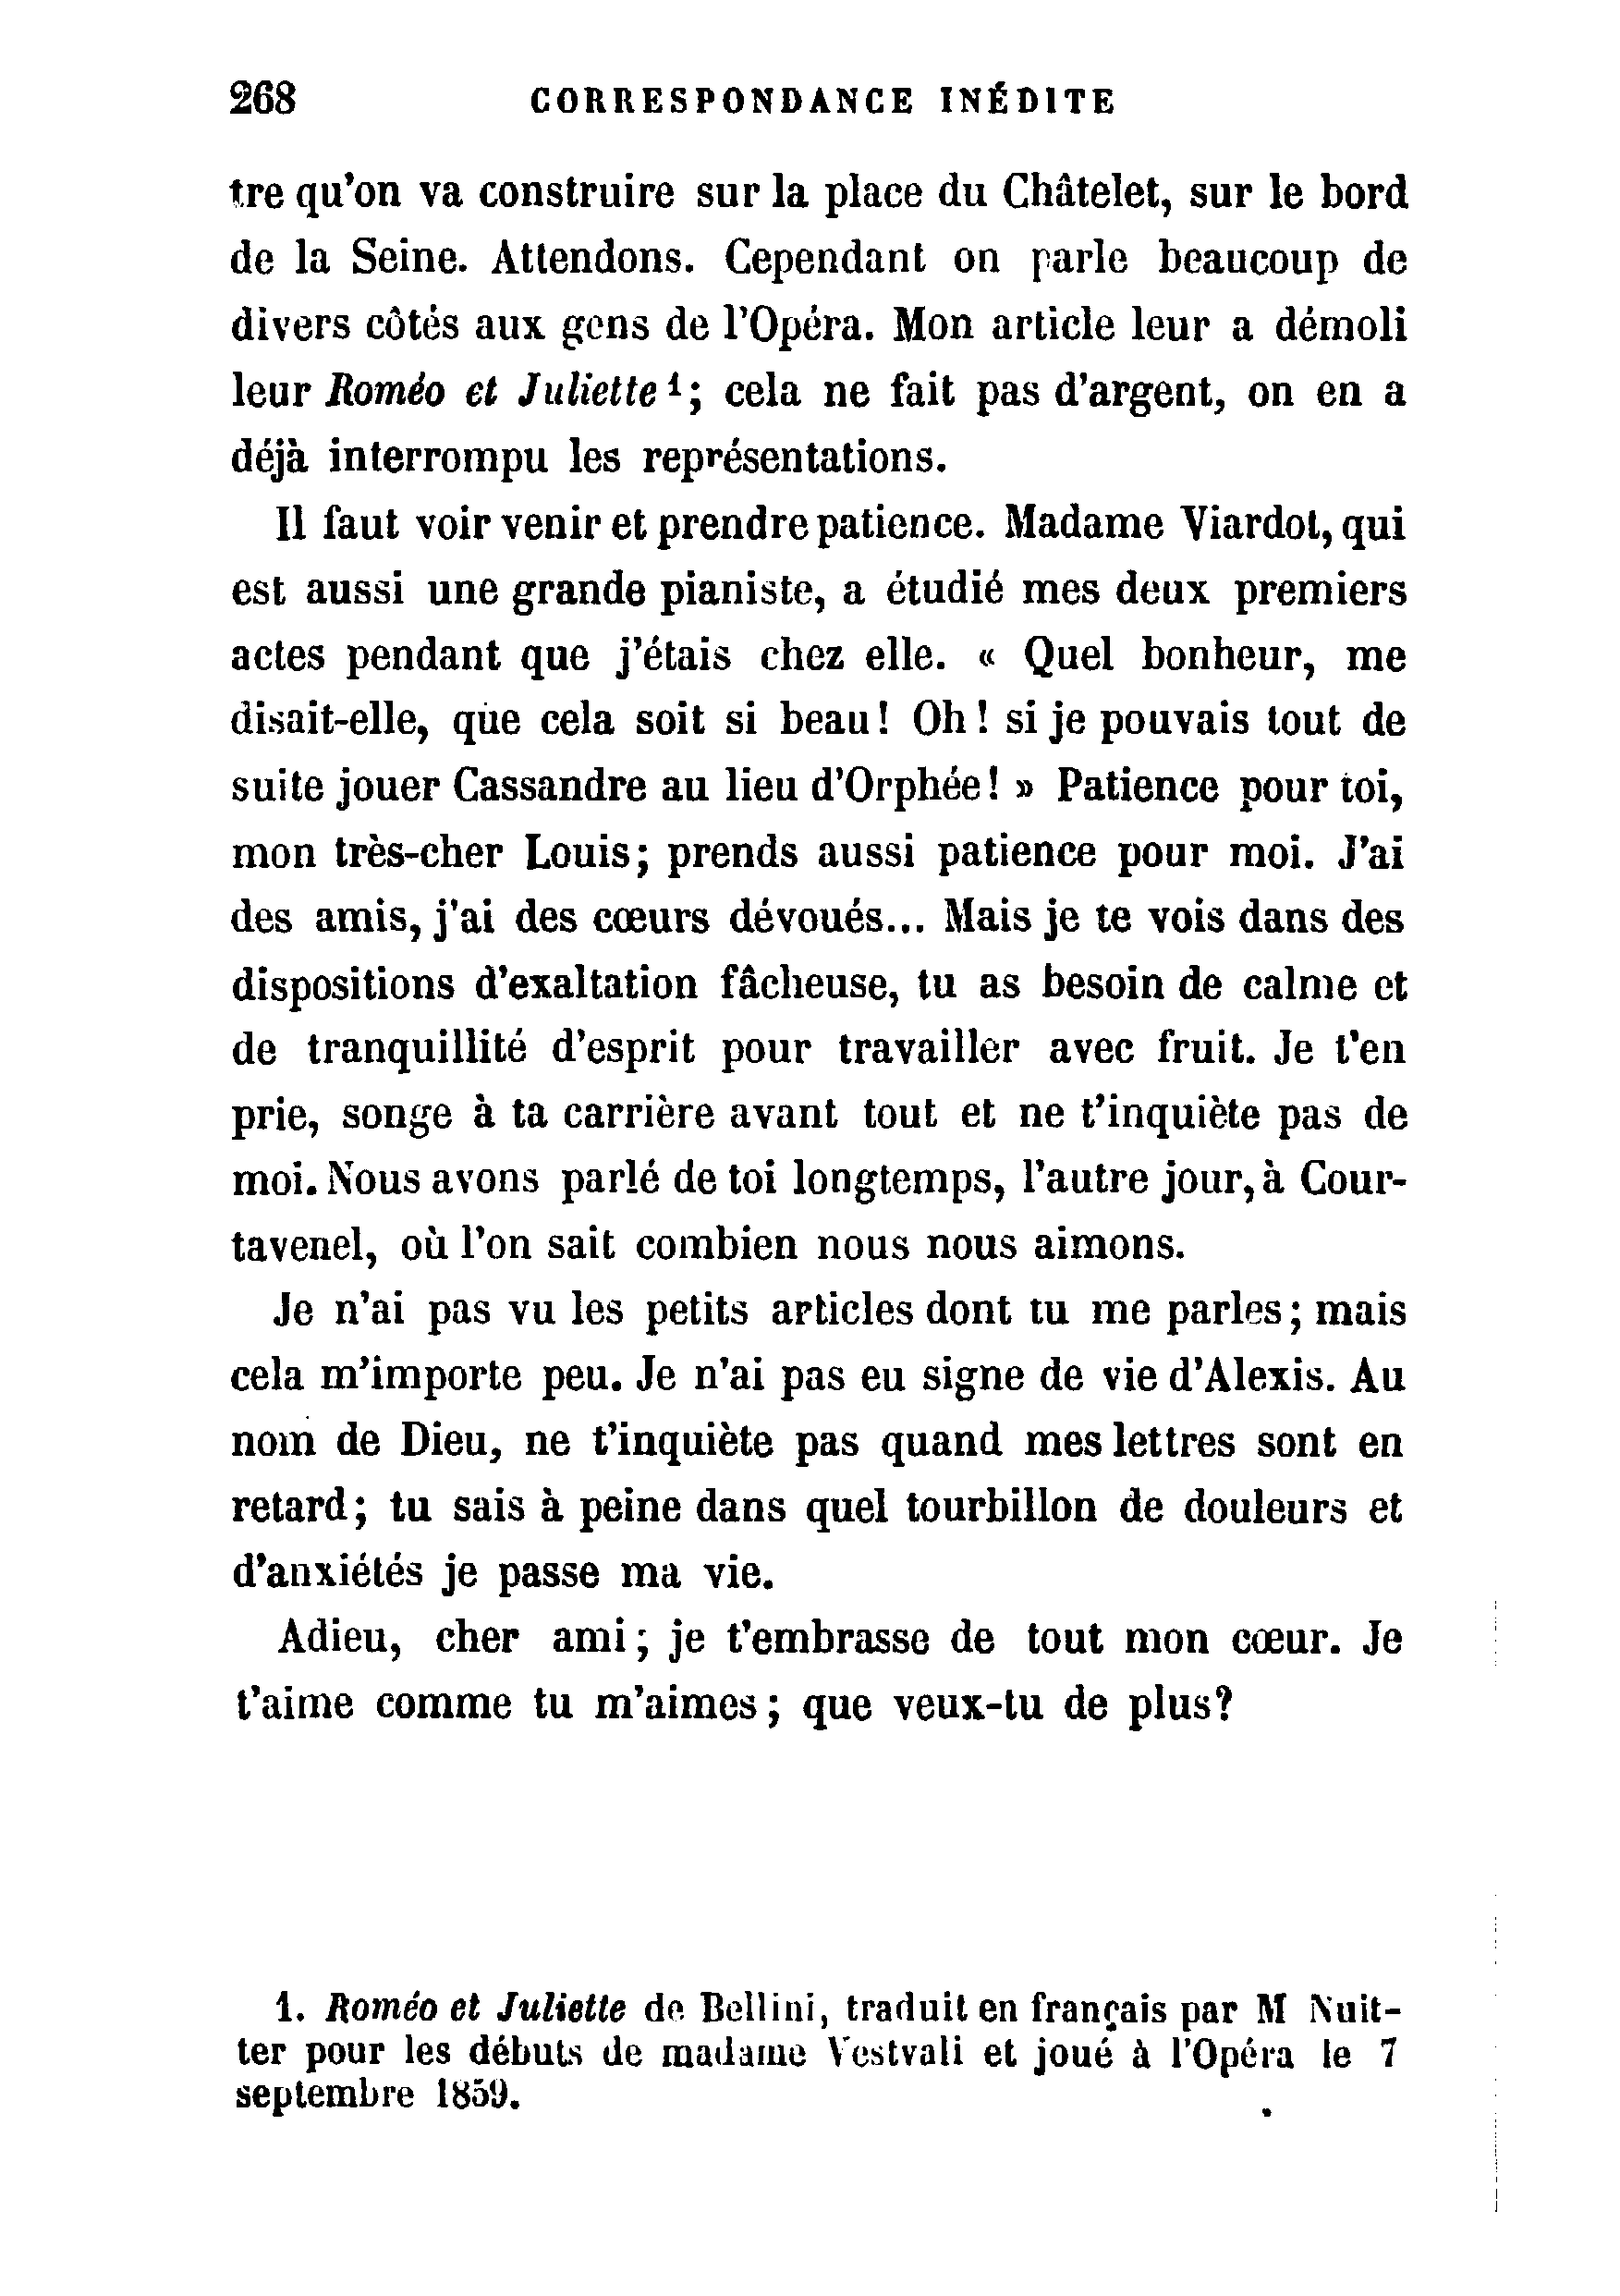 268 CORRESPONDANCE INÉDITE
tre qu'on va construire sur la place du Châtelet, sur le bord
de la Seine. Attendons. Cependant on parle beaucoup de
divers côtés aux gens de l'Opéra. Mon article leur a démoli
leur Roméo et Juliette¹; cela ne fait pas d'argent, on en a
déjà interrompu les représentations.
Il faut voir venir et prendre patience. Madame Viardot, qui
est aussi une grande pianiste, a étudié mes deux premiers
actes pendant que j'étais chez elle. « Quel bonheur, me
disait-elle, que cela soit si beau! Oh! si je pouvais tout de
suite jouer Cassandre au lieu d'Orphée! » Patience pour toi,
mon très-cher Louis; prends aussi patience pour moi. J'ai
des amis, j'ai des cœurs dévoués... Mais je te vois dans des
dispositions d'exaltation fâcheuse, tu as besoin de calme et
de tranquillité d'esprit pour travailler avec fruit. Je t'en
prie, songe à ta carrière avant tout et ne t'inquiète pas de
moi. Nous avons parlé de toi longtemps, l'autre jour, à Cour-
tavenel, où l'on sait combien nous nous aimons.
Je n'ai pas vu les petits articles dont tu me parles; mais
cela m'importe peu. Je n'ai pas eu signe de vie d'Alexis. Au
nom de Dieu, ne t'inquiète pas quand mes lettres sont en
retard; tu sais à peine dans quel tourbillon de douleurs et
d'anxiétés je passe ma vie.
Adieu, cher ami; je t'embrasse de tout mon cœur. Je
t'aime comme tu m'aimes; que veux-tu de plus?
1. Roméo et Juliette de Bellini, traduit en français par M Nuit-
ter pour les débuts de madame Vestvali et joué à l'Opéra le 7
septembre 1859.